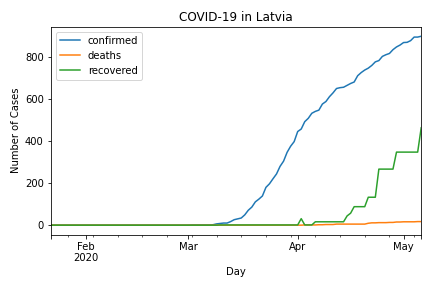 COVID-19 in Latvia
confirmed
deaths
recovered
Number of Cases
800
600
400
200
0
Feb
2020
Mar
Apr
May
Day